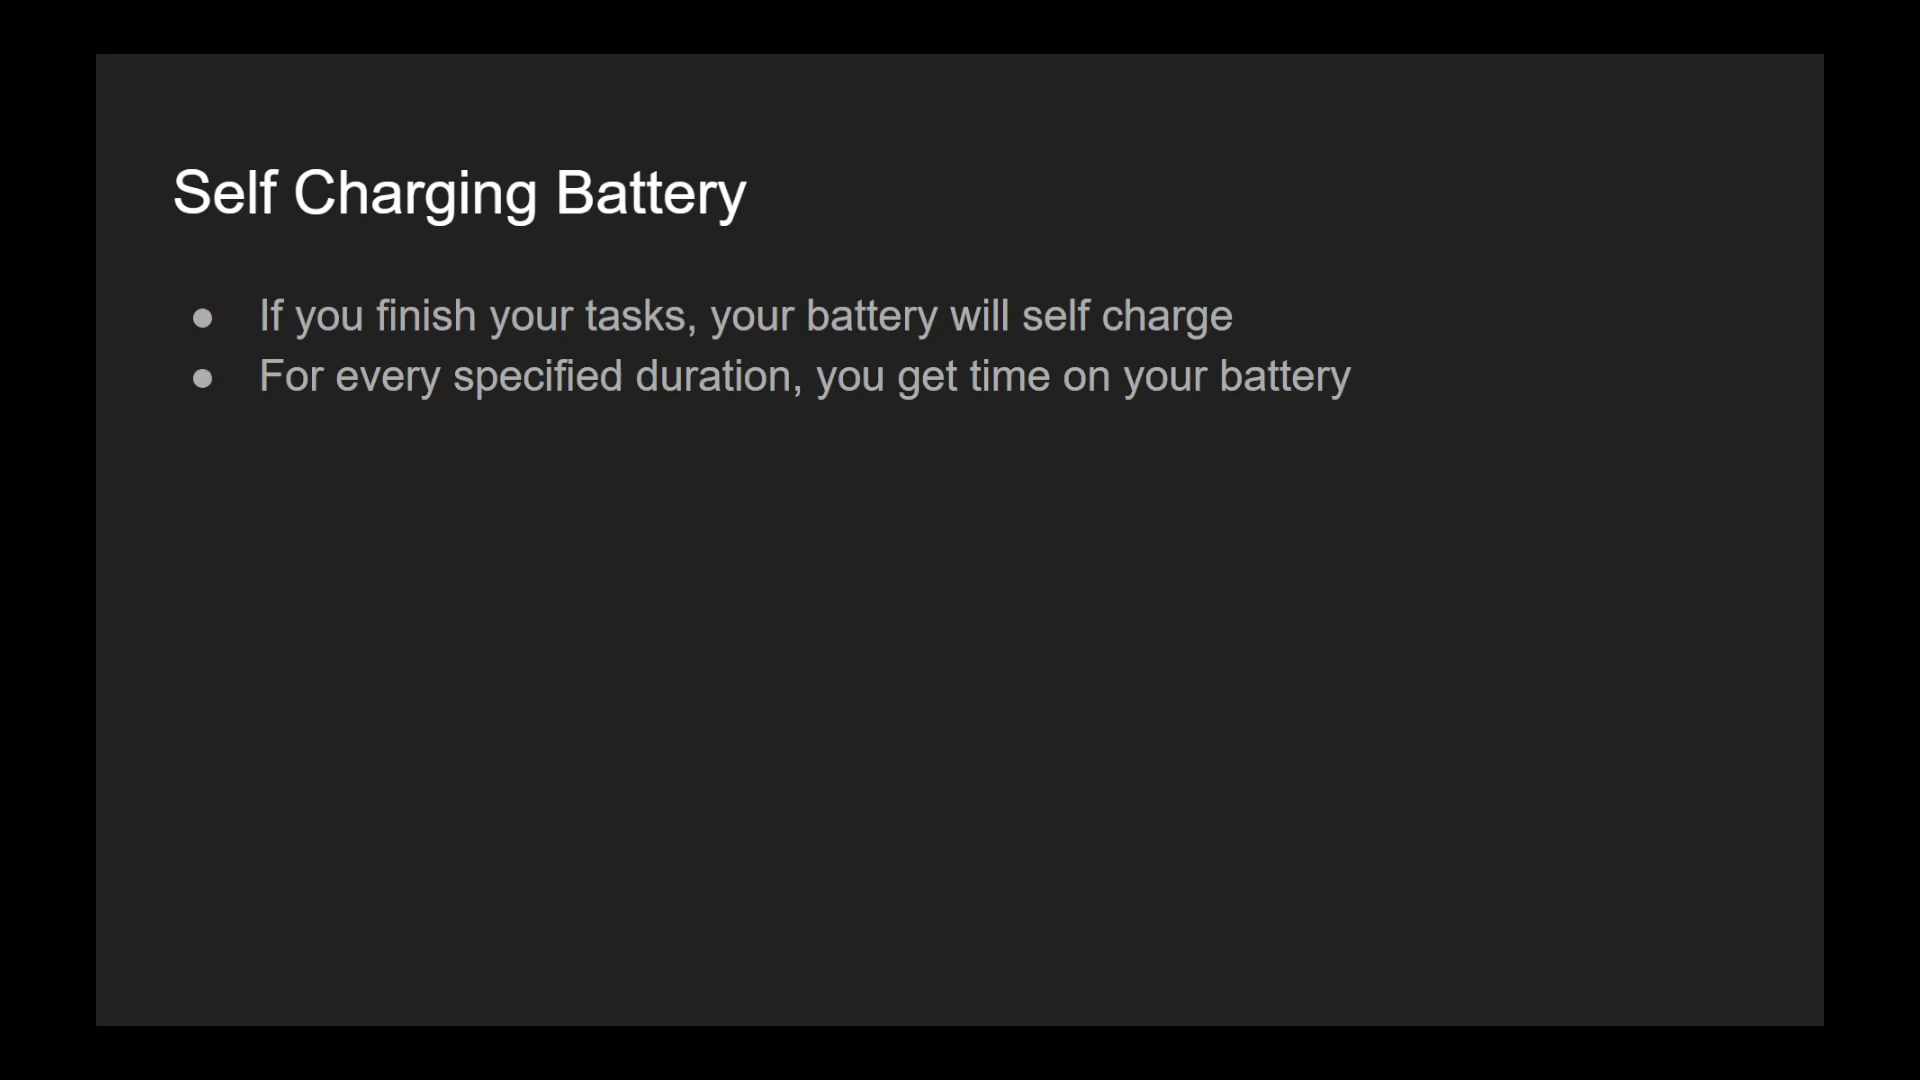 Self Charging Battery
● If you finish your tasks, your battery will self charge
● For every specified duration, you get time on your battery